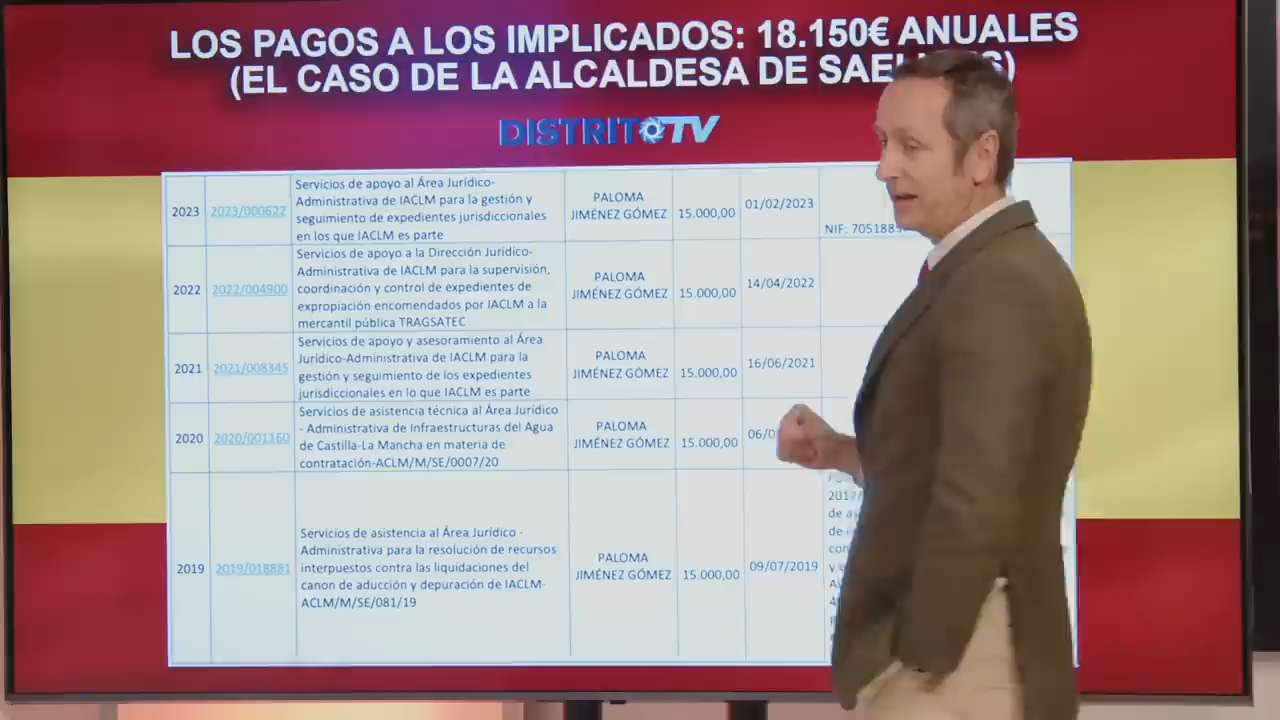 LOS PAGOS A LOS IMPLICADOS: 18.150€ ANUALES
(EL CASO DE LA ALCALDESA DE
DISTRITOTV
2023
2023/000622
Servicios de apoyo al Área Jurídico-
Administrativa de IACLM para la gestión y
seguimiento de expedientes jurisdiccionales
en los que IACLM es parte
PALOMA
JIMÉNEZ GÓMEZ
15.000,00
01/02/2023
NIF:
2022
2022/004900
Servicios de apoyo a la Dirección Jurídico-
Administrativa de IACLM para la supervisión,
coordinación y control de expedientes de
expropiación encomendados por IACLM a la
mercantil pública TRAGSATEC
PALOMA
JIMÉNEZ GÓMEZ
15.000,00
14/04/2022
2021
2021/008345
Servicios de apoyo y asesoramiento al Área
Jurídico-Administrativa de IACLM para la
gestión y seguimiento de los expedientes
jurisdiccionales en lo que IACLM es parte
PALOMA
JIMÉNEZ GÓMEZ
15.000,00
16/06/2021
2020
2020/001160
Servicios de asistencia técnica al Área Jurídico
- Administrativa de Infraestructuras del Agua
de Castilla-La Mancha en materia de
contratación-ACLM/M/SE/0007/20
PALOMA
JIMÉNEZ GÓMEZ
15.000,00
2019
2019/018881
Servicios de asistencia al Área Jurídico -
Administrativa para la resolución de recursos
interpuestos contra las liquidaciones del
canon de aducción y depuración de IACLM-
ACLM/M/SE/081/19
PALOMA
JIMÉNEZ GÓMEZ
15.000,00
09/07/2019
2017/
de
de
con
y